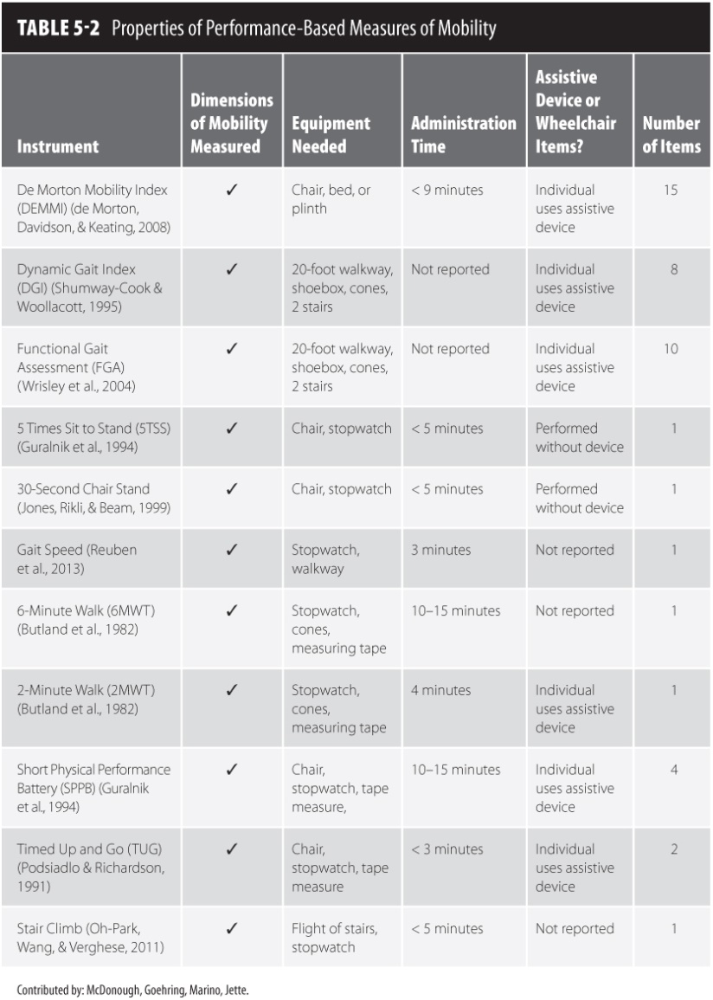 TABLE 5-2 Properties of Performance-Based Measures of Mobility
Instrument
Dimensions
of Mobility
Measured
Equipment
Needed
Administration
Time
Assistive
Device or
Wheelchair
Items?
Number
of Items
De Morton Mobility Index
(DEMMI) (de Morton,
Davidson, & Keating, 2008)
✓
Chair, bed, or
plinth
< 9 minutes
Individual
uses assistive
device
15
Dynamic Gait Index
(DGI) (Shumway-Cook &
Woollacott, 1995)
✓
20-foot walkway,
shoebox, cones,
2 stairs
Not reported
Individual
uses assistive
device
8
Functional Gait
Assessment (FGA)
(Wrisley et al., 2004)
✓
20-foot walkway,
shoebox, cones,
2 stairs
Not reported
Individual
uses assistive
device
10
5 Times Sit to Stand (5TSS)
(Guralnik et al., 1994)
✓
Chair, stopwatch
< 5 minutes
Performed
without device
1
30-Second Chair Stand
(Jones, Rikli, & Beam, 1999)
✓
Chair, stopwatch
< 5 minutes
Performed
without device
1
Gait Speed (Reuben
et al., 2013)
✓
Stopwatch,
walkway
3 minutes
Not reported
1
6-Minute Walk (6MWT)
(Butland et al., 1982)
✓
Stopwatch,
cones,
measuring tape
10–15 minutes
Not reported
1
2-Minute Walk (2MWT)
(Butland et al., 1982)
✓
Stopwatch,
cones,
measuring tape
4 minutes
Individual
uses assistive
device
1
Short Physical Performance
Battery (SPPB) (Guralnik
et al., 1994)
✓
Chair,
stopwatch, tape
measure,
10–15 minutes
Individual
uses assistive
device
4
Timed Up and Go (TUG)
(Podsiadlo & Richardson,
1991)
✓
Chair,
stopwatch, tape
measure
< 3 minutes
Individual
uses assistive
device
2
Stair Climb (Oh-Park,
Wang, & Verghese, 2011)
✓
Flight of stairs,
stopwatch
< 5 minutes
Not reported
1
Contributed by: McDonough, Goehring, Marino, Jette.